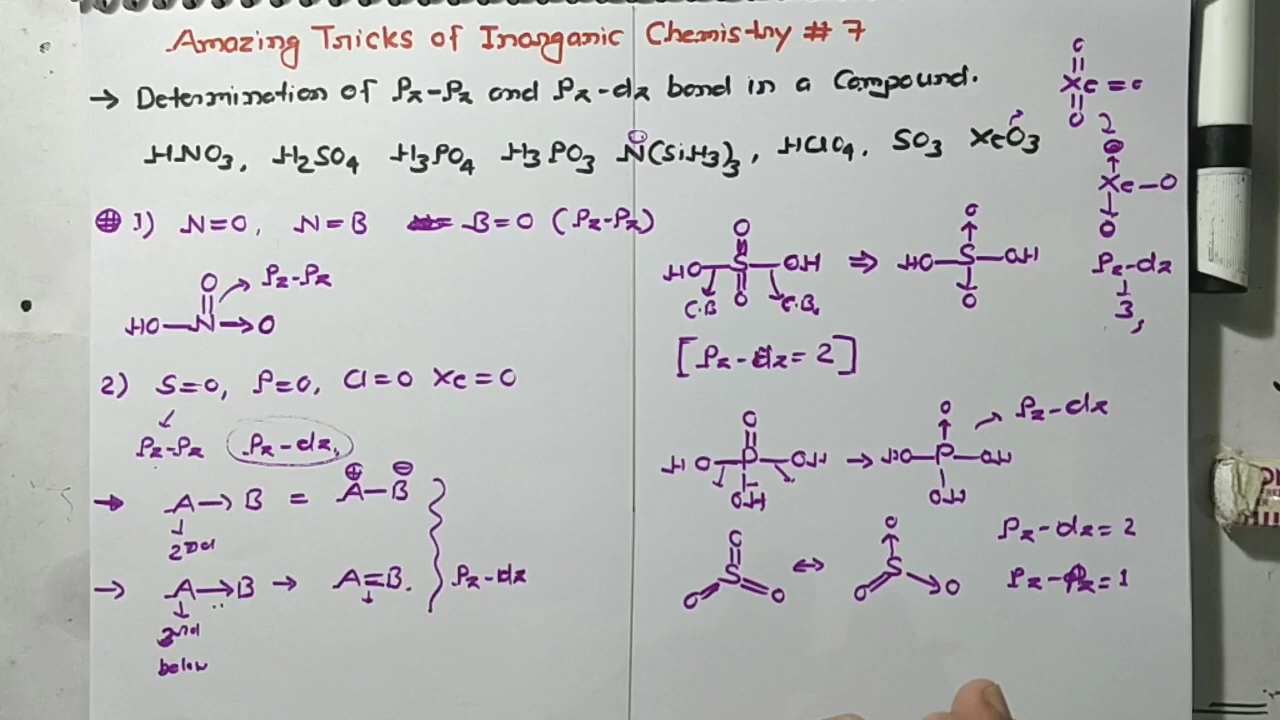 Amazing Tricks of Inorganic Chemistry # 7
→ Determination of Pπ-Pπ and Pπ-dπ bond in a Compound.
HNO3, H2SO4 H3PO4 H3PO3 N(SiH3)3, HClO4, SO3 XeO3
1) N=O, N=B B=O (Pπ-Pπ)
O → Pπ-Pπ
HO—N→O
2) S=O, P=O, Cl=O Xe=O
Pπ-Pπ Pπ-dπ
→ A→B = A—B
⊕ ⊖
2nd
→ A→B → A=B. Pπ-dπ
3rd
below
O O
HO—S—OH ⇒ HO—S—OH
C.B O C.B. O
[Pπ-dπ=2]
O O → Pπ-dπ
HO—P—OH → HO—P—OH
OH OH
O O Pπ-dπ=2
S ↔ S Pπ-Pπ=1
O O O O
O
Xe=O
O
O
Xe—O
O
Pπ-dπ
3,